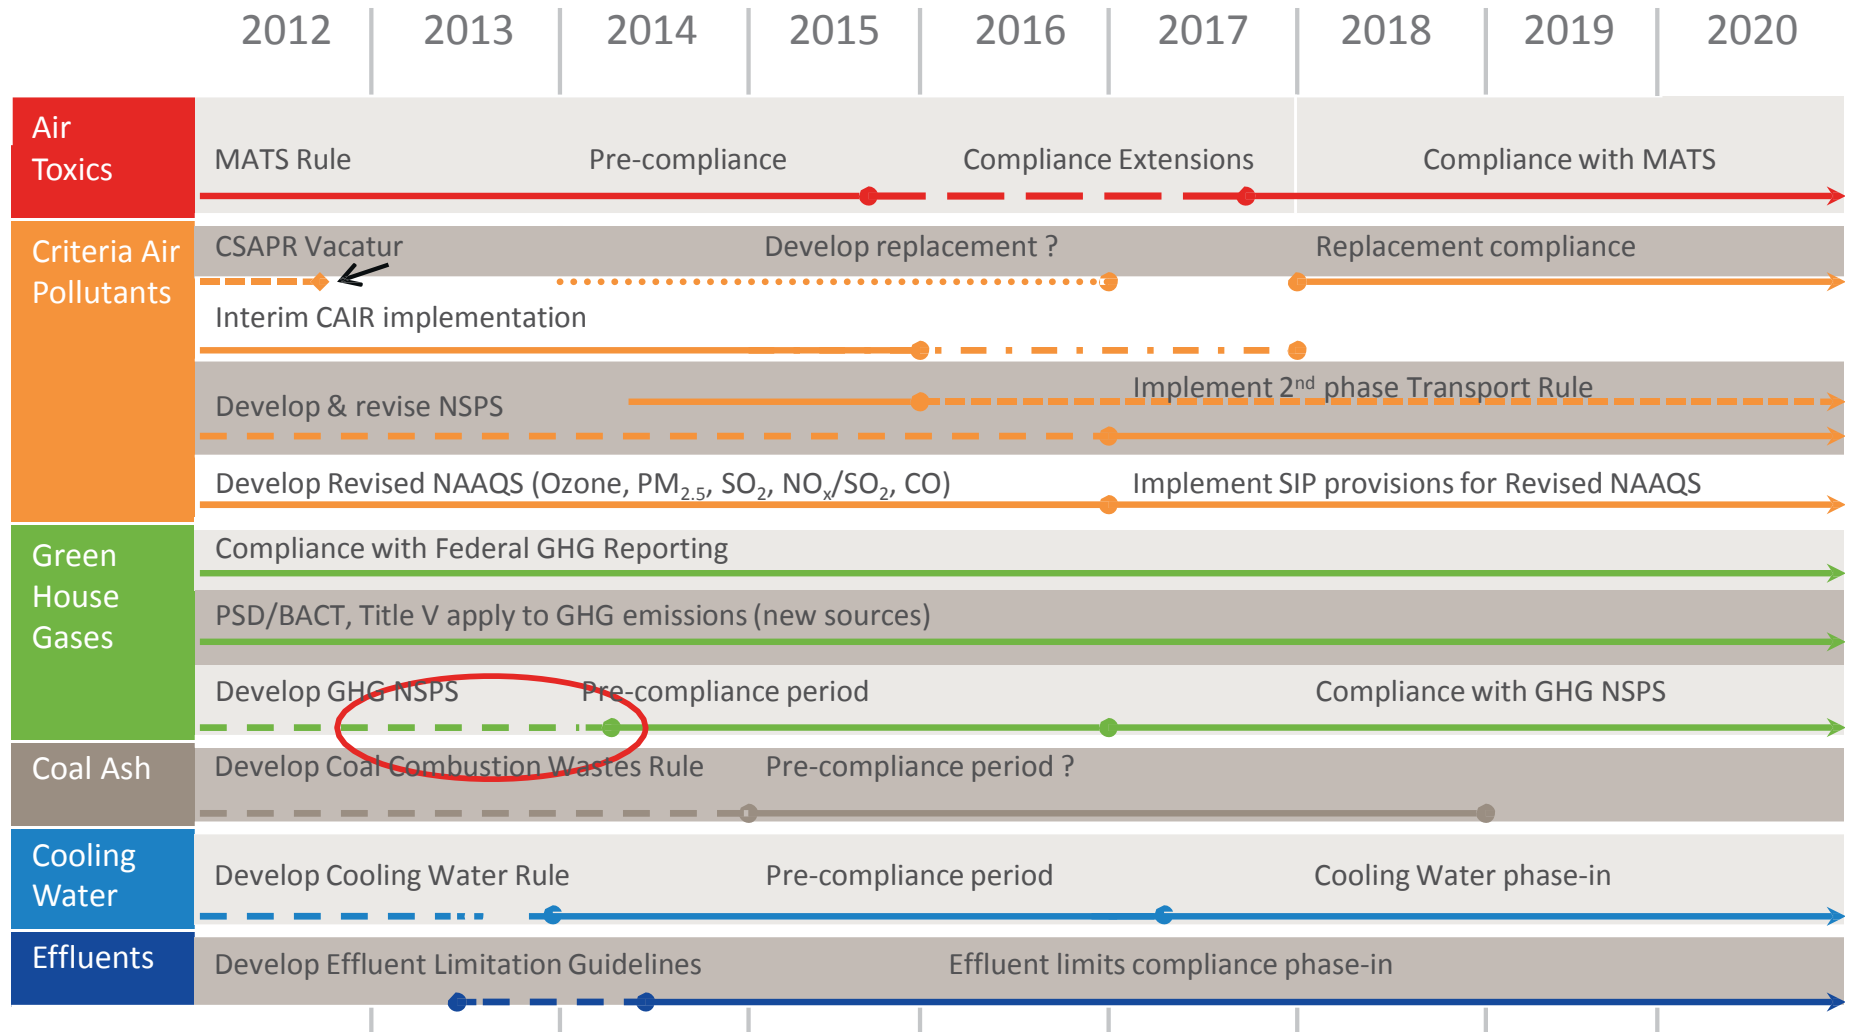 2012 2013 2014 2015 2016 2017 2018 2019 2020
Air
Toxics
MATS Rule Pre-compliance Compliance Extensions Compliance with MATS
Criteria Air
Pollutants
CSAPR Vacatur Develop replacement ? Replacement compliance
Interim CAIR implementation
Implement 2nd phase Transport Rule
Develop & revise NSPS
Develop Revised NAAQS (Ozone, PM2.5, SO2, NOx/SO2, CO) Implement SIP provisions for Revised NAAQS
Green
House
Gases
Compliance with Federal GHG Reporting
PSD/BACT, Title V apply to GHG emissions (new sources)
Develop GHG NSPS Pre-compliance period Compliance with GHG NSPS
Coal Ash
Develop Coal Combustion Wastes Rule Pre-compliance period ?
Cooling
Water
Develop Cooling Water Rule Pre-compliance period Cooling Water phase-in
Effluents
Develop Effluent Limitation Guidelines Effluent limits compliance phase-in